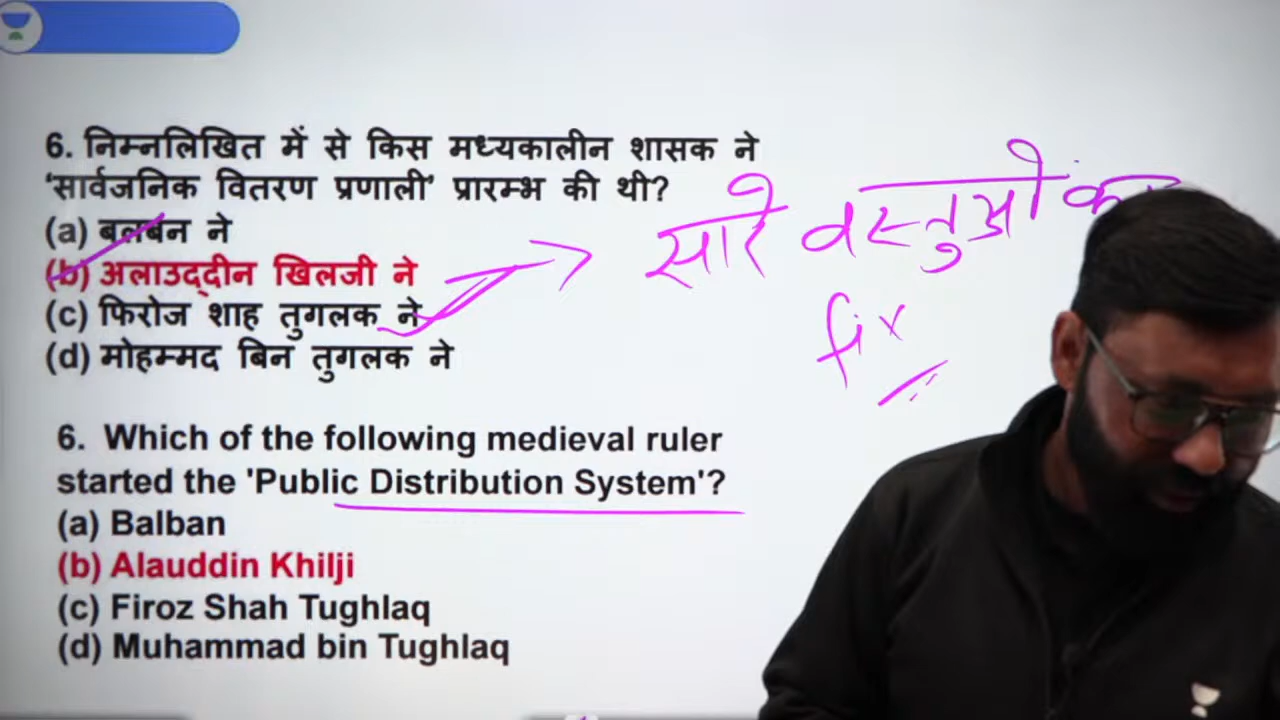 6. निम्नलिखित में से किस मध्यकालीन शासक ने
'सार्वजनिक वितरण प्रणाली' प्रारम्भ की थी?
(a) बलबन ने
(b) अलाउद्दीन खिलजी ने
(c) फिरोज शाह तुगलक ने
(d) मोहम्मद बिन तुगलक ने
सारे वस्तुओं का
fix
6. Which of the following medieval ruler
started the 'Public Distribution System'?
(a) Balban
(b) Alauddin Khilji
(c) Firoz Shah Tughlaq
(d) Muhammad bin Tughlaq